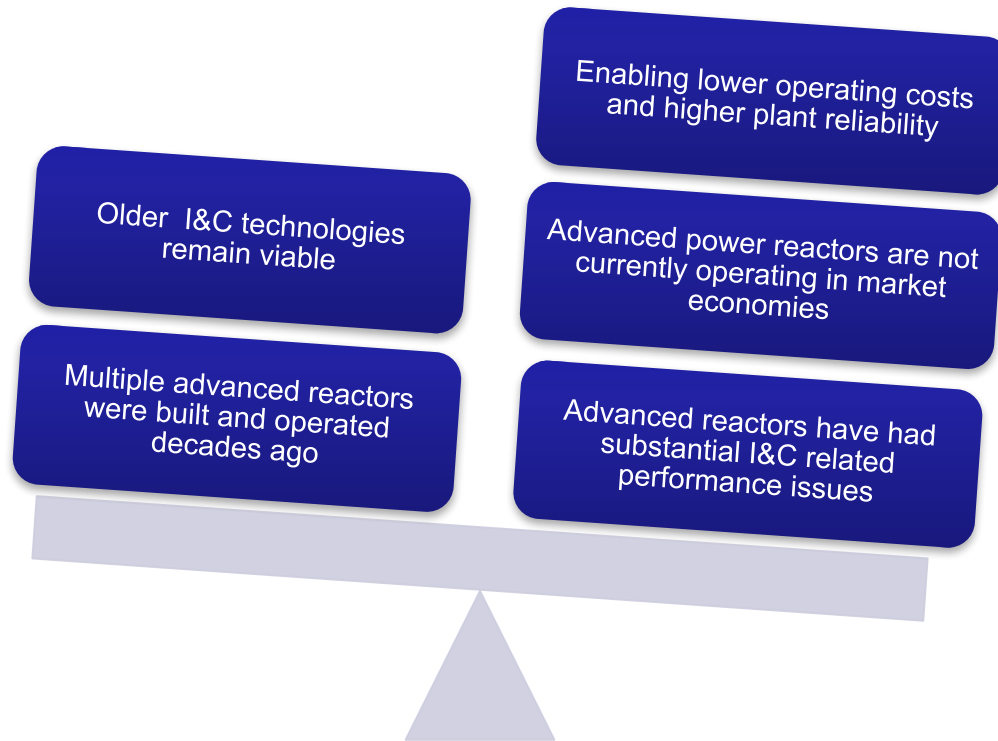 Older  I&C technologies
remain viable
Multiple advanced reactors
were built and operated
decades ago
Enabling lower operating costs
and higher plant reliability
Advanced power reactors are not
currently operating in market
economies
Advanced reactors have had
substantial I&C related
performance issues